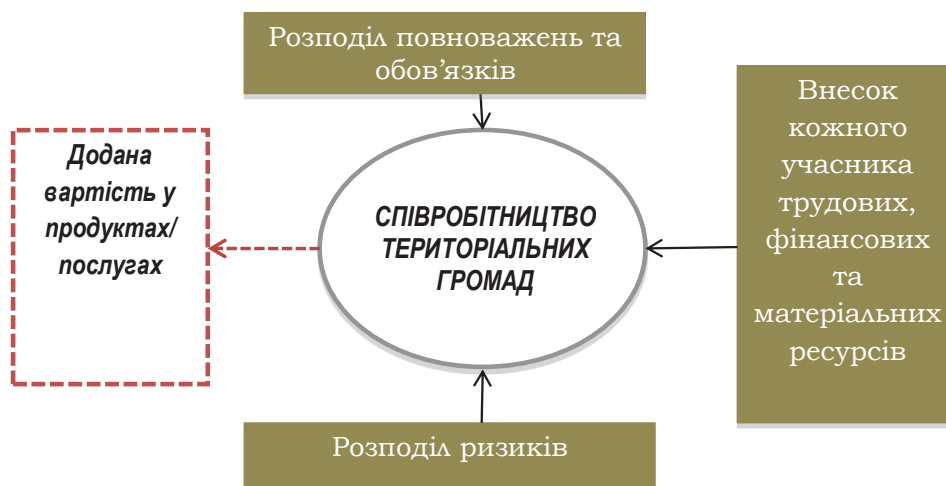 Розподіл повноважень та
обов’язків
Додана
вартість у
продуктах/
послугах
СПІВРОБІТНИЦТВО
ТЕРИТОРІАЛЬНИХ
ГРОМАД
Внесок
кожного
учасника
трудових,
фінансових
та
матеріальних
ресурсів
Розподіл ризиків